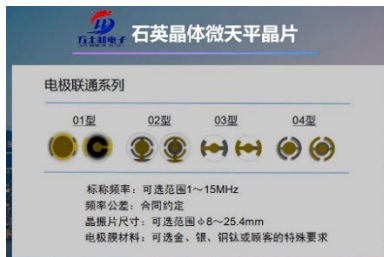 石英晶体微天平晶片
电极联通系列
01型 02型 03型 04型
标称频率：可选范围1～15MHz
频率公差：合同约定
晶振片尺寸：可选范围φ8～25.4mm
电极膜材料：可选金、银、铜钛或顾客的特殊要求